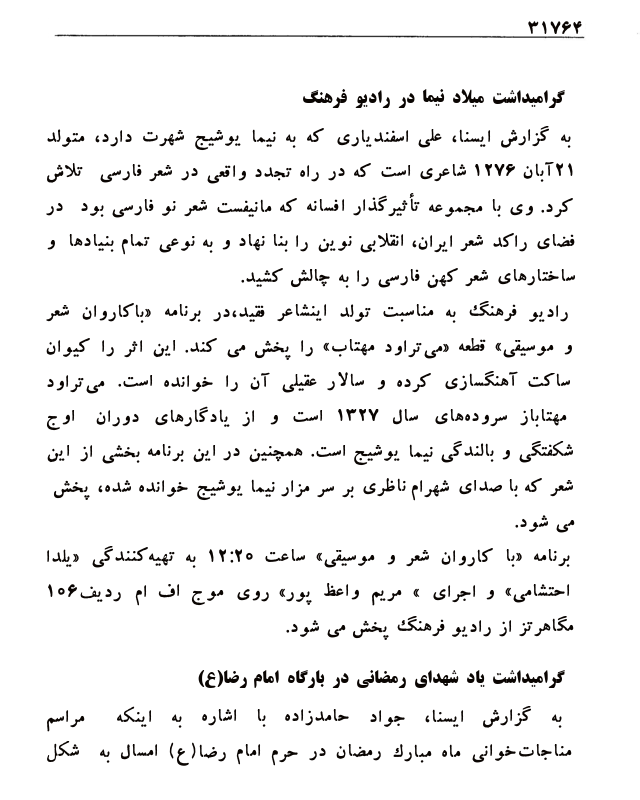 ۳۱۷۶۴
گرامیداشت میلاد نیما در رادیو فرهنگ
به گزارش ایسنا، علی اسفندیاری که به نیما یوشیج شهرت دارد، متولد
۲۱آبان ۱۲۷۶ شاعری است که در راه تجدد واقعی در شعر فارسی تلاش
کرد. وی با مجموعه تأثیرگذار افسانه که مانیفست شعر نو فارسی بود در
فضای راکد شعر ایران، انقلابی نوین را بنا نهاد و به نوعی تمام بنیادها و
ساختارهای شعر کهن فارسی را به چالش کشید.
رادیو فرهنگ به مناسبت تولد اینشاعر فقید،در برنامه «باکاروان شعر
و موسیقی» قطعه «می‌تراود مهتاب» را پخش می کند. این اثر را کیوان
ساکت آهنگسازی کرده و سالار عقیلی آن را خوانده است. می‌تراود
مهتاباز سروده‌های سال ۱۳۲۷ است و از یادگارهای دوران اوج
شکفتگی و بالندگی نیما یوشیج است. همچنین در این برنامه بخشی از این
شعر که با صدای شهرام ناظری بر سر مزار نیما یوشیج خوانده شده، پخش
می شود.
برنامه «با کاروان شعر و موسیقی» ساعت ۱۲:۲۰ به تهیه‌کنندگی «یلدا
احتشامی» و اجرای » مریم واعظ پور» روی موج اف ام ردیف۱۰۶
مگاهرتز از رادیو فرهنگ پخش می شود.
گرامیداشت یاد شهدای رمضانی در بارگاه امام رضا(ع)
به گزارش ایسنا، جواد حامدزاده با اشاره به اینکه مراسم
مناجات‌خوانی ماه مبارك رمضان در حرم امام رضا(ع) امسال به شکل